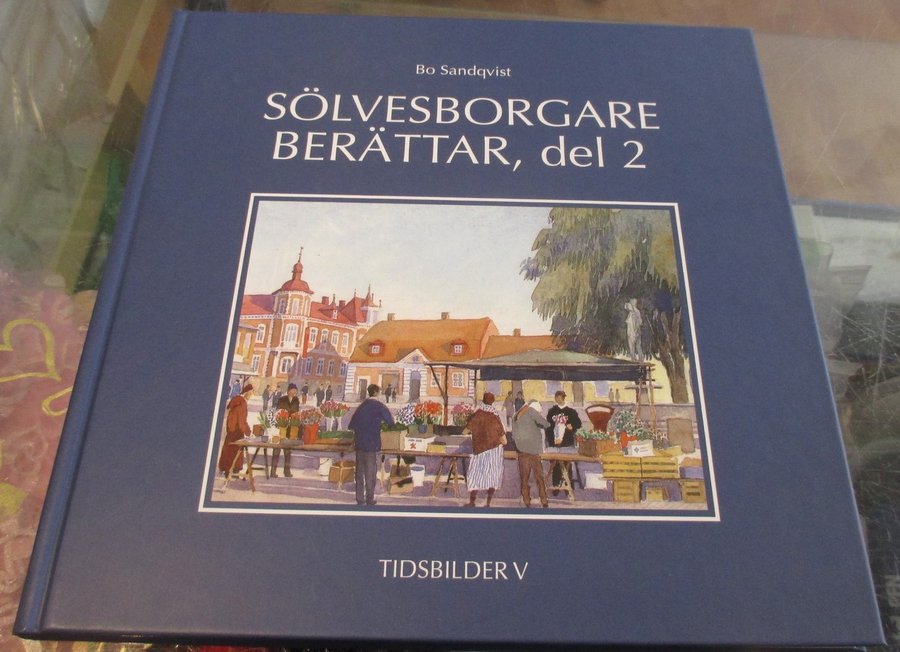 Bo Sandqvist
SÖLVESBORGARE
BERÄTTAR, del 2
TIDSBILDER V